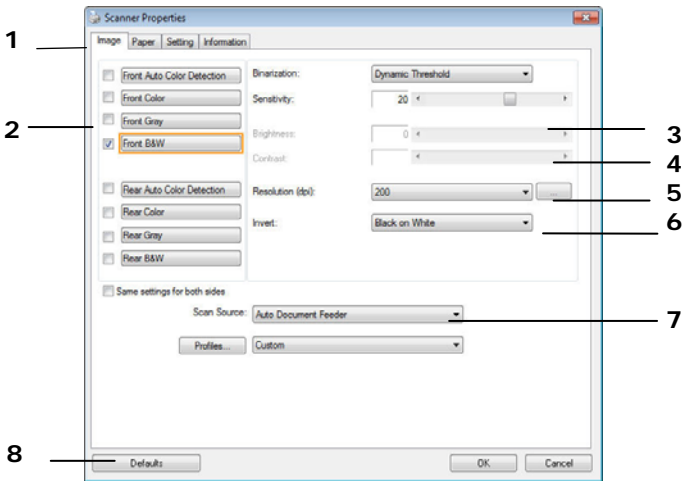 Scanner Properties
1
Image Paper Setting Information
Front Auto Color Detection
Binarization: Dynamic Threshold
Front Color
Sensitivity: 20
2
Front Gray
Brightness: 0
3
Front B&W
Contrast:
4
Rear Auto Color Detection
Resolution (dpi): 200 ...
5
Rear Color
Invert: Black on White
6
Rear Gray
Rear B&W
Same settings for both sides
Scan Source: Auto Document Feeder
7
Profiles... Custom
8
Defaults OK Cancel